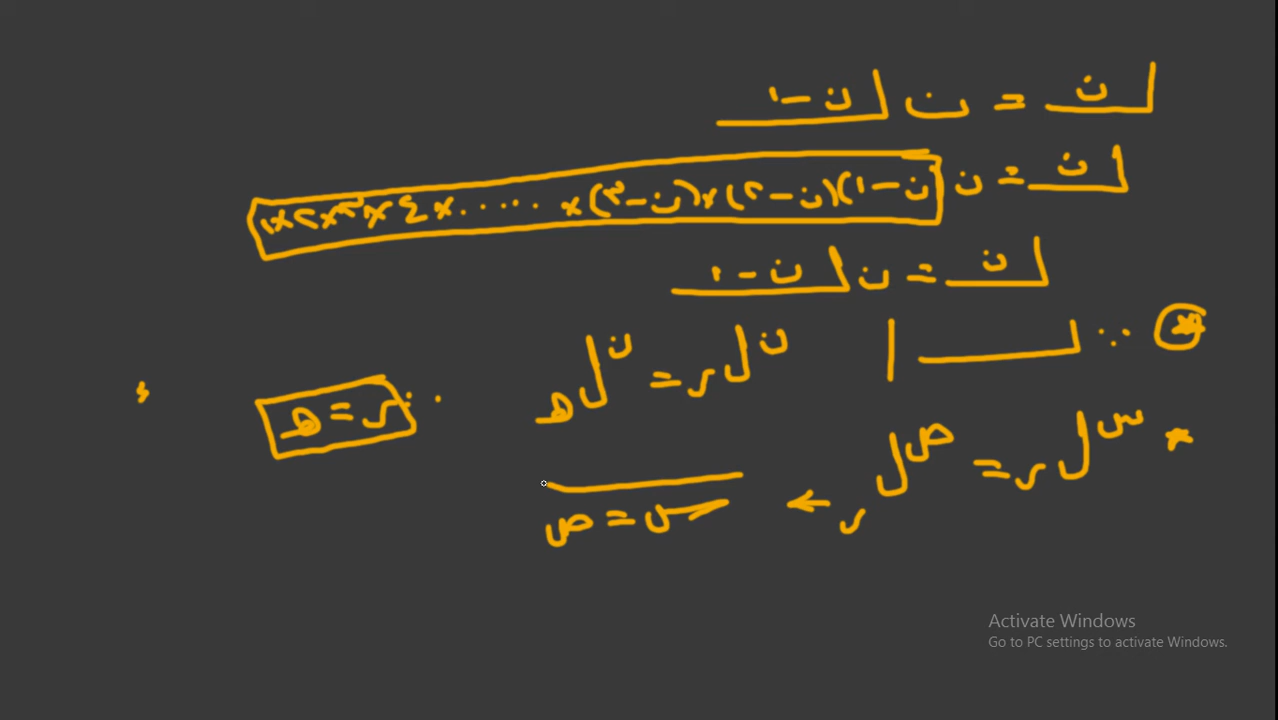 ن = ن ن - ١
ن = ن (ن - ١)(ن - ٢) × (ن - ٣) × ..... × ٤ × ٣ × ٢ × ١
ن = ن ن - ١
∵
ن ل ر = ن ل هـ
∴ ر = هـ
* س ل ر = ص ل ر ← س = ص
Activate Windows
Go to PC settings to activate Windows.